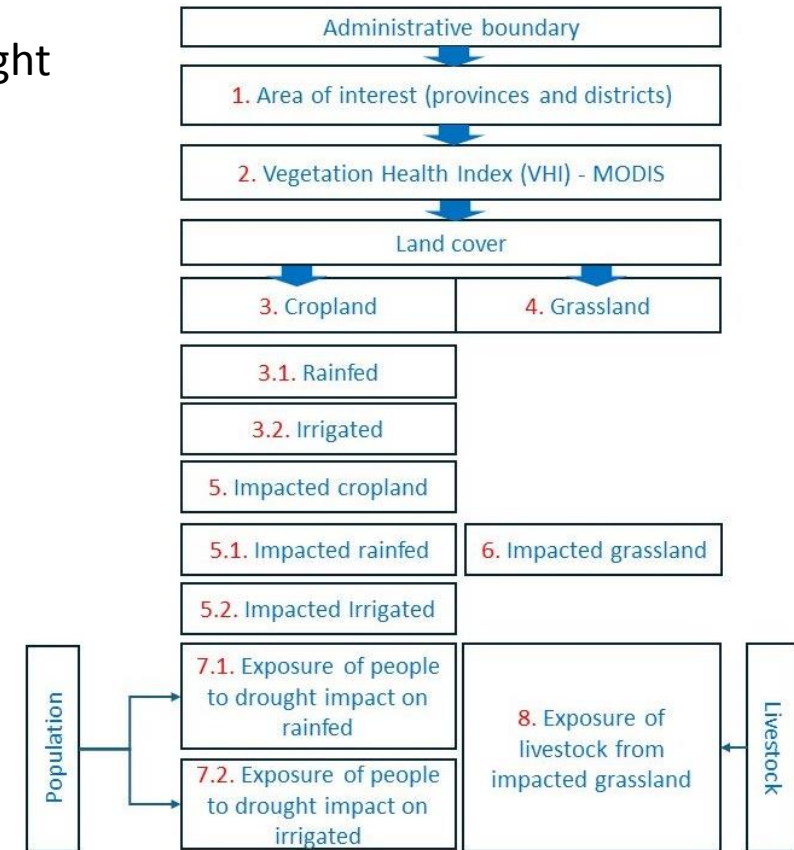 ght
Administrative boundary
1. Area of interest (provinces and districts)
2. Vegetation Health Index (VHI) - MODIS
Land cover
3. Cropland
4. Grassland
3.1. Rainfed
3.2. Irrigated
5. Impacted cropland
5.1. Impacted rainfed
6. Impacted grassland
5.2. Impacted Irrigated
Population
7.1. Exposure of people
to drought impact on
rainfed
7.2. Exposure of people
to drought impact on
irrigated
8. Exposure of
livestock from
impacted grassland
Livestock